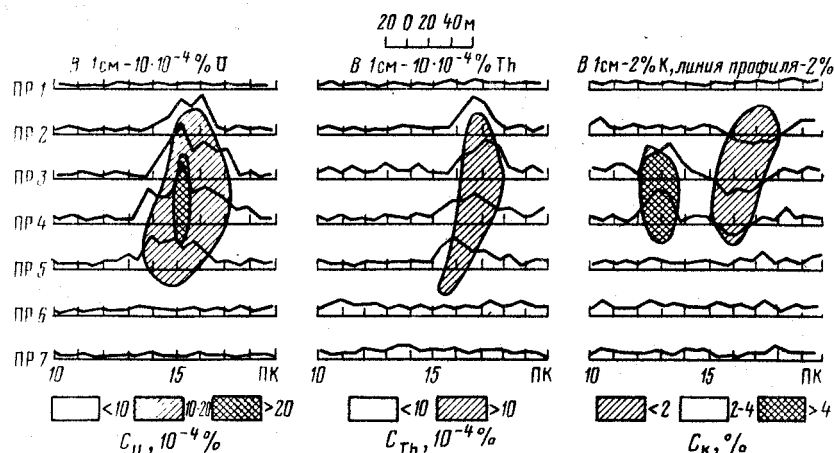 20 0 20 40 м
В 1см-10·10⁻⁴% U
В 1см-10·10⁻⁴% Th
В 1см-2% K, линия профиля-2%
ПР 1
ПР 2
ПР 3
ПР 4
ПР 5
ПР 6
ПР 7
10 15 ПК
10 15 ПК
10 15 ПК
<10 10-20 >20
<10 >10
<2 2-4 >4
C_U, 10⁻⁴%
C_Th, 10⁻⁴%
C_K, %